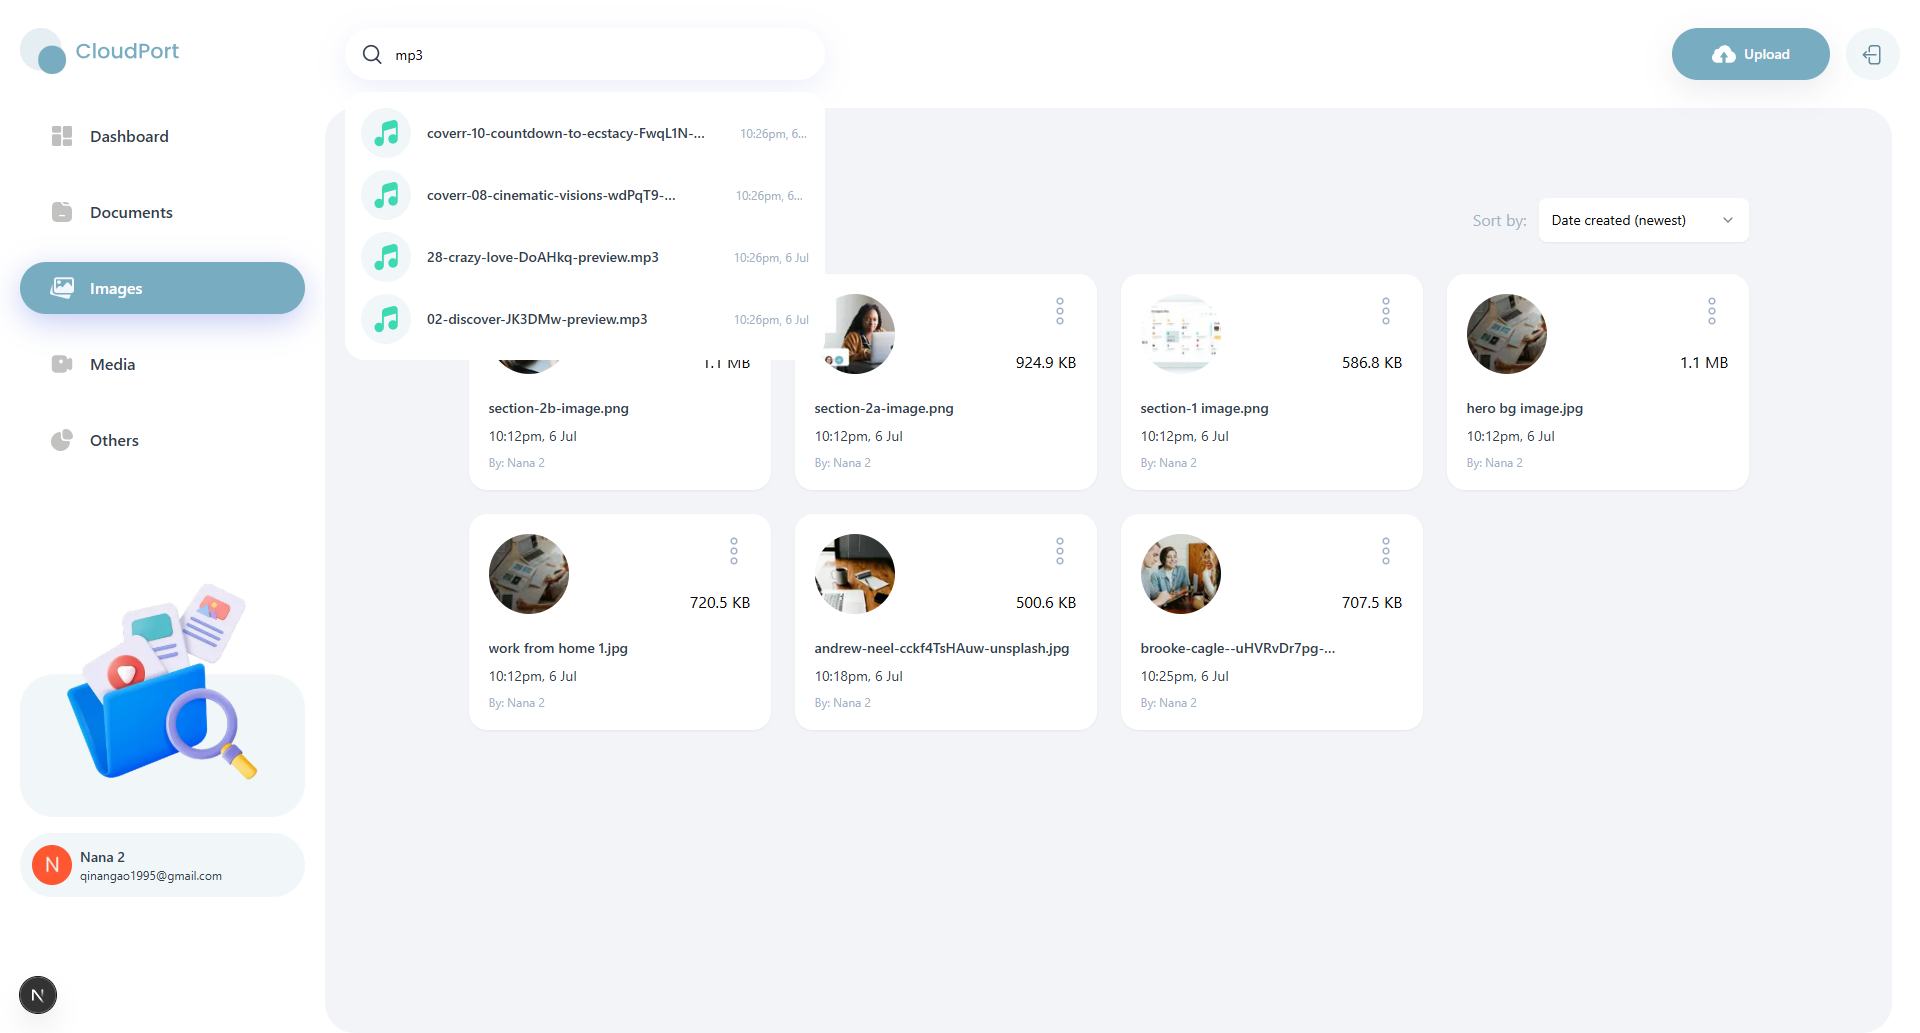 CloudPort
mp3
Upload
Dashboard
Documents
Images
Media
Others
coverr-10-countdown-to-ecstacy-FwqL1N-...
10:26pm, 6...
coverr-08-cinematic-visions-wdPqT9-...
10:26pm, 6...
28-crazy-love-DoAHkq-preview.mp3
10:26pm, 6 Jul
02-discover-JK3DMw-preview.mp3
10:26pm, 6 Jul
Sort by:
Date created (newest)
1.1 MB
section-2b-image.png
10:12pm, 6 Jul
By: Nana 2
924.9 KB
section-2a-image.png
10:12pm, 6 Jul
By: Nana 2
586.8 KB
section-1 image.png
10:12pm, 6 Jul
By: Nana 2
1.1 MB
hero bg image.jpg
10:12pm, 6 Jul
By: Nana 2
720.5 KB
work from home 1.jpg
10:12pm, 6 Jul
By: Nana 2
500.6 KB
andrew-neel-cckf4TsHAuw-unsplash.jpg
10:18pm, 6 Jul
By: Nana 2
707.5 KB
brooke-cagle--uHVRvDr7pg-...
10:25pm, 6 Jul
By: Nana 2
N
Nana 2
qinangao1995@gmail.com
N